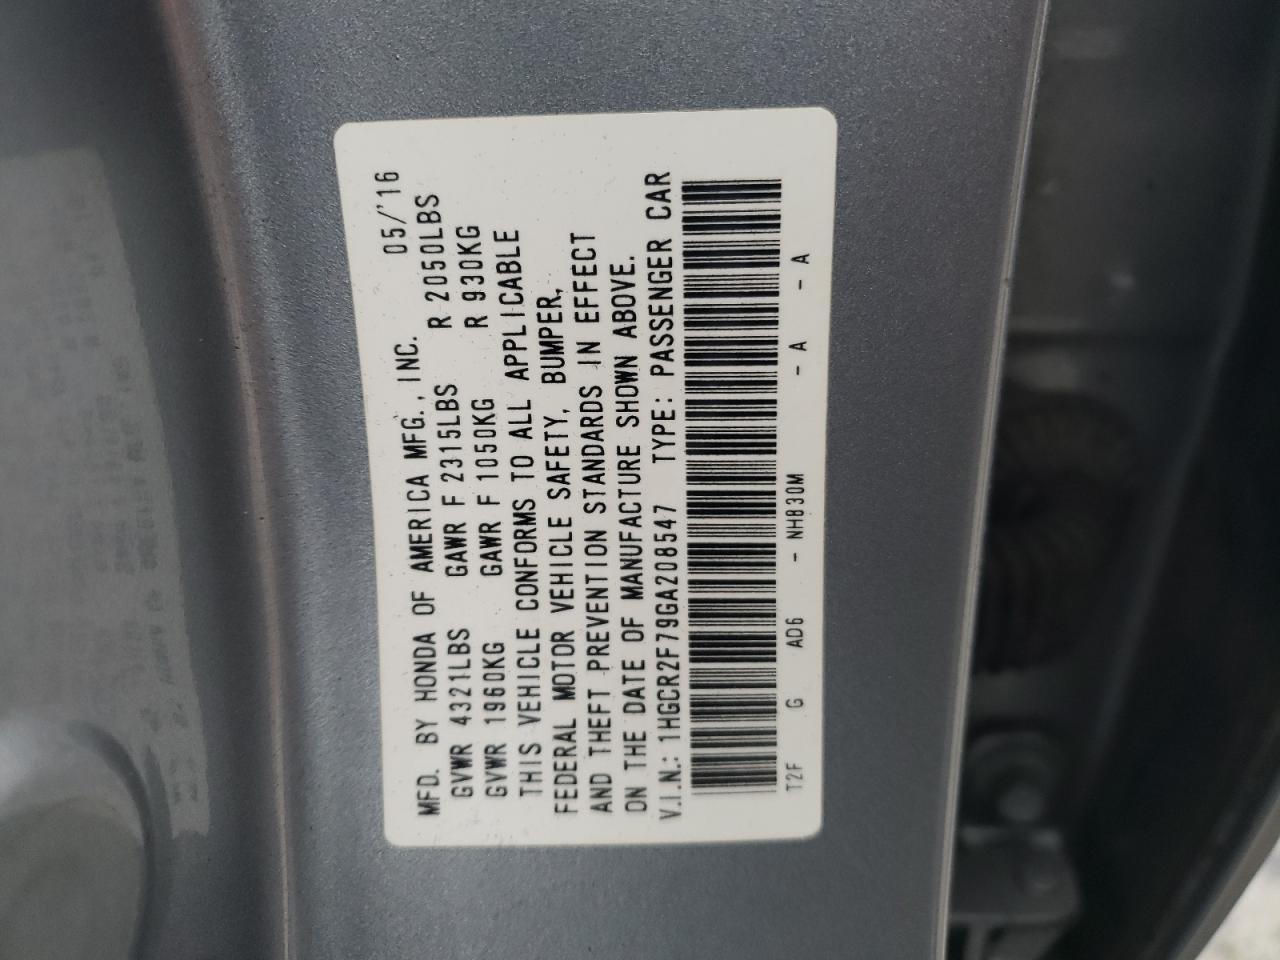 MFD. BY HONDA OF AMERICA MFG., INC. 05/'16
GVWR 4321LBS GAWR F 2315LBS R 2050LBS
GVWR 1960KG GAWR F 1050KG R 930KG
THIS VEHICLE CONFORMS TO ALL APPLICABLE
FEDERAL MOTOR VEHICLE SAFETY, BUMPER,
AND THEFT PREVENTION STANDARDS IN EFFECT
ON THE DATE OF MANUFACTURE SHOWN ABOVE.
V.I.N.: 1HGCR2F79GA208547 TYPE: PASSENGER CAR
T2F G AD6 - NH830M - A - A